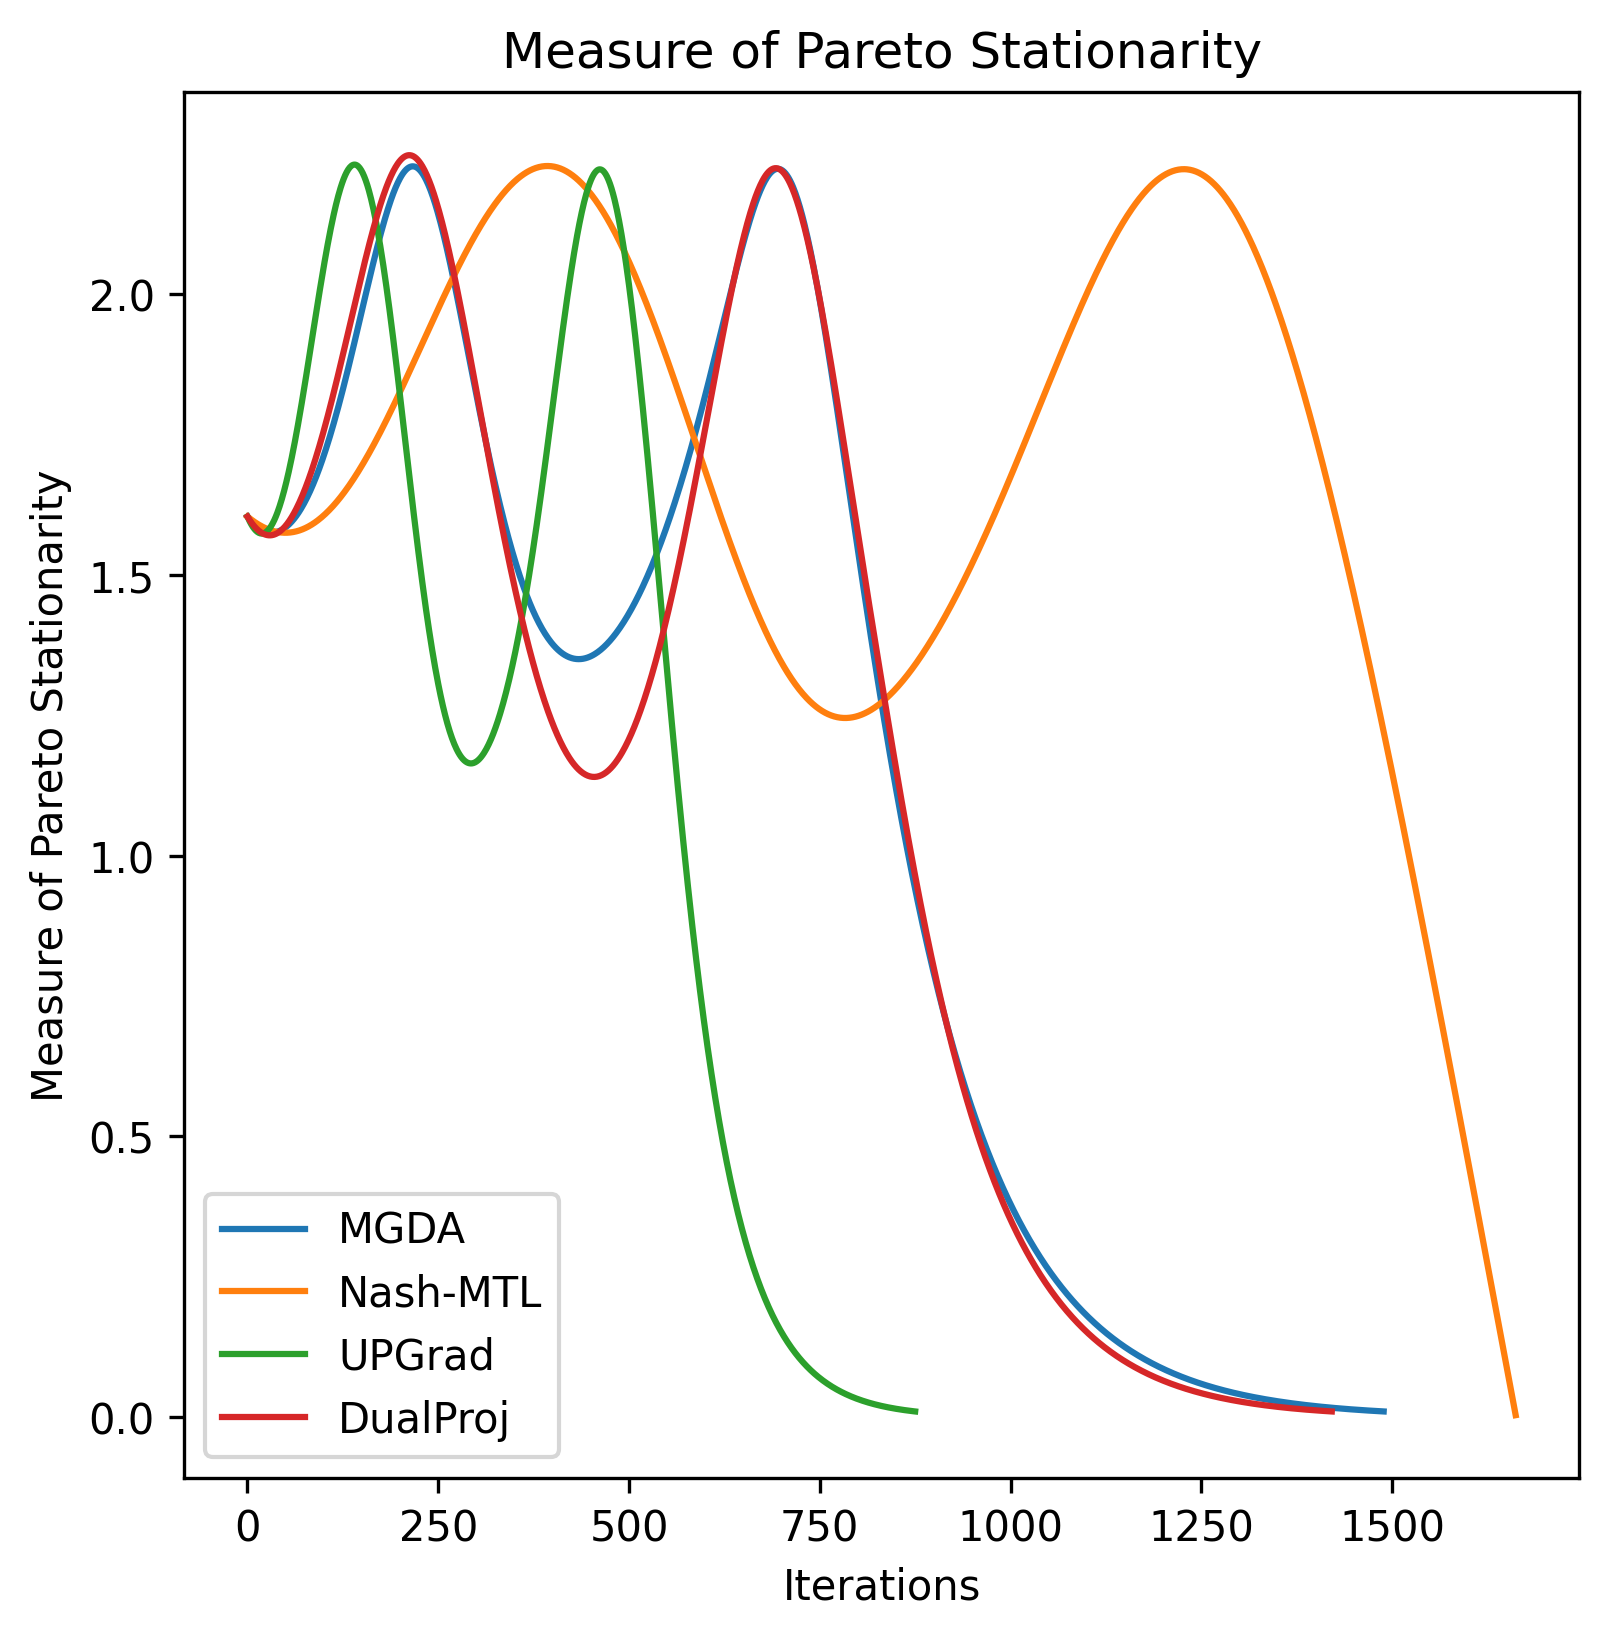 Measure of Pareto Stationarity
Measure of Pareto Stationarity
2.0
1.5
1.0
0.5
0.0
MGDA
Nash-MTL
UPGrad
DualProj
0 250 500 750 1000 1250 1500
Iterations